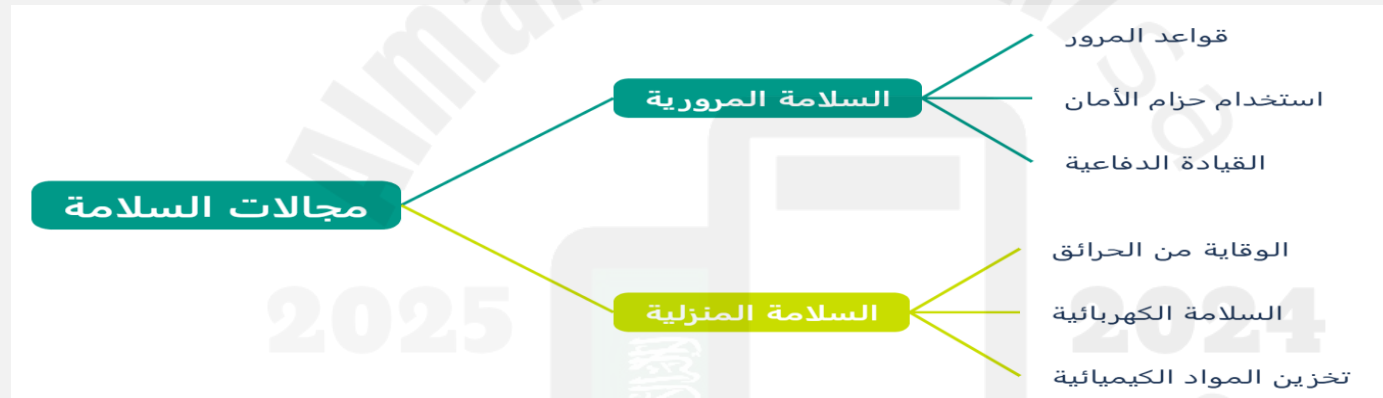 مجالات السلامة
السلامة المرورية
قواعد المرور
استخدام حزام الأمان
القيادة الدفاعية
السلامة المنزلية
الوقاية من الحرائق
السلامة الكهربائية
تخزين المواد الكيميائية
2025
2024